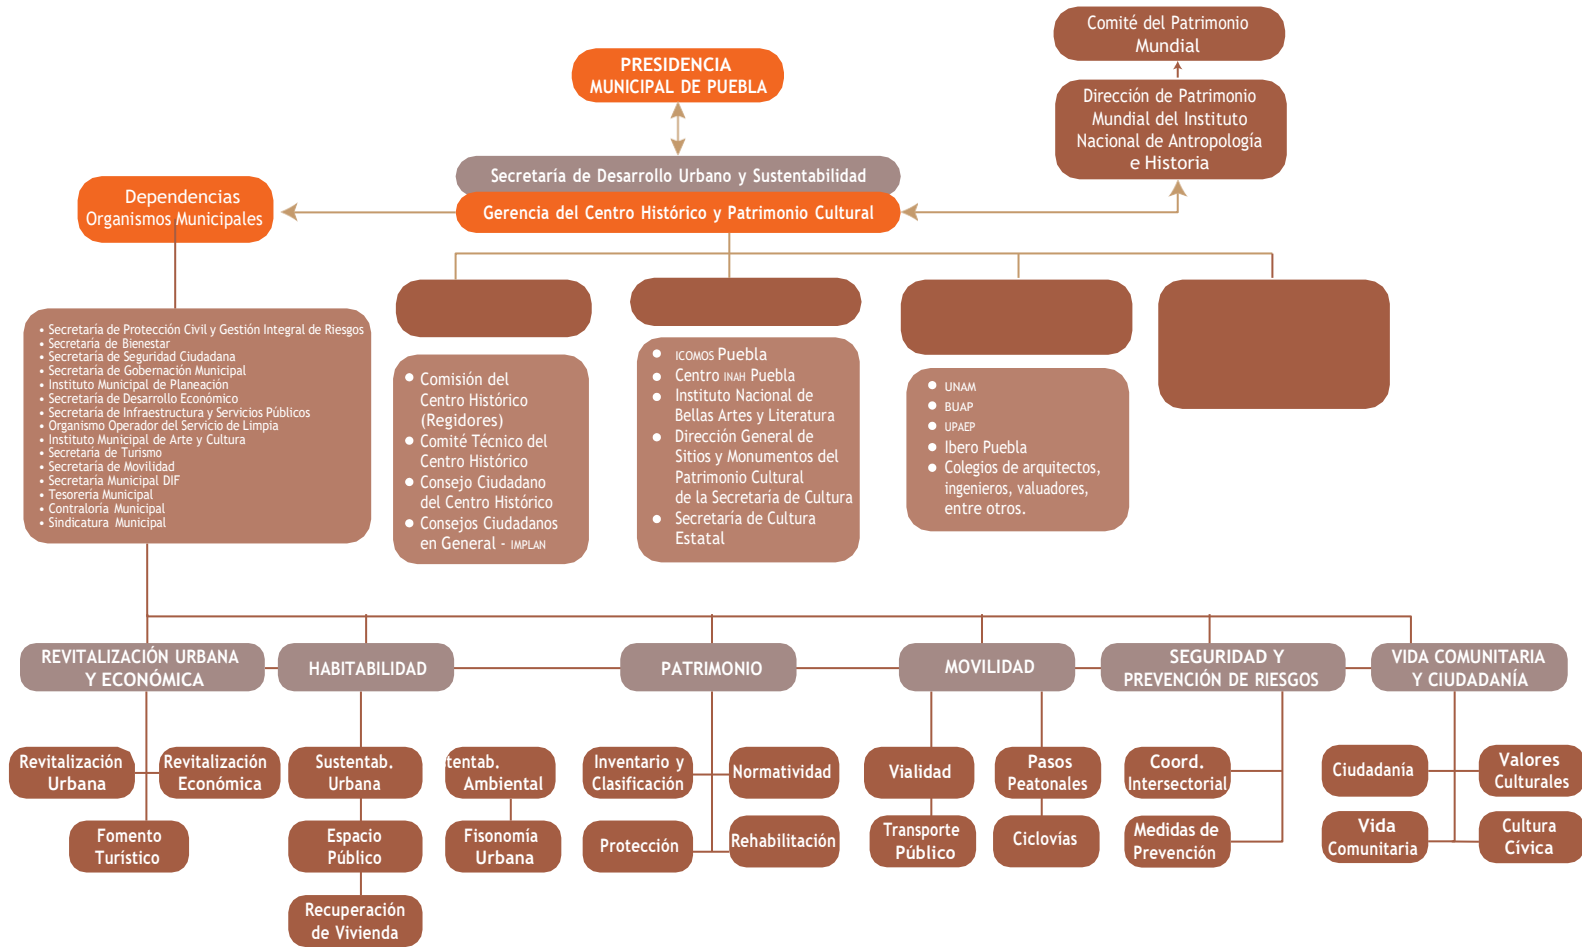 Comité del Patrimonio
Mundial
PRESIDENCIA
MUNICIPAL DE PUEBLA
Dirección de Patrimonio
Mundial del Instituto
Nacional de Antropología
e Historia
Secretaría de Desarrollo Urbano y Sustentabilidad
Gerencia del Centro Histórico y Patrimonio Cultural
Dependencias
Organismos Municipales
• Secretaría de Protección Civil y Gestión Integral de Riesgos
• Secretaría de Bienestar
• Secretaría de Seguridad Ciudadana
• Secretaría de Gobernación Municipal
• Instituto Municipal de Planeación
• Secretaría de Desarrollo Económico
• Secretaría de Infraestructura y Servicios Públicos
• Organismo Operador del Servicio de Limpia
• Instituto Municipal de Arte y Cultura
• Secretaría de Turismo
• Secretaría de Movilidad
• Secretaría Municipal DIF
• Tesorería Municipal
• Contraloría Municipal
• Sindicatura Municipal
• Comisión del
Centro Histórico
(Regidores)
• Comité Técnico del
Centro Histórico
• Consejo Ciudadano
del Centro Histórico
• Consejos Ciudadanos
en General - IMPLAN
• ICOMOS Puebla
• Centro INAH Puebla
• Instituto Nacional de
Bellas Artes y Literatura
• Dirección General de
Sitios y Monumentos del
Patrimonio Cultural
de la Secretaría de Cultura
• Secretaría de Cultura
Estatal
• UNAM
• BUAP
• UPAEP
• Ibero Puebla
• Colegios de arquitectos,
ingenieros, valuadores,
entre otros.
REVITALIZACIÓN URBANA
Y ECONÓMICA
HABITABILIDAD
PATRIMONIO
MOVILIDAD
SEGURIDAD Y
PREVENCIÓN DE RIESGOS
VIDA COMUNITARIA
Y CIUDADANÍA
Revitalización
Urbana
Revitalización
Económica
Fomento
Turístico
Sustentab.
Urbana
tentab.
Ambiental
Espacio
Público
Fisonomía
Urbana
Recuperación
de Vivienda
Inventario y
Clasificación
Normatividad
Protección
Rehabilitación
Vialidad
Pasos
Peatonales
Transporte
Público
Ciclovías
Coord.
Intersectorial
Medidas de
Prevención
Ciudadanía
Valores
Culturales
Vida
Comunitaria
Cultura
Cívica